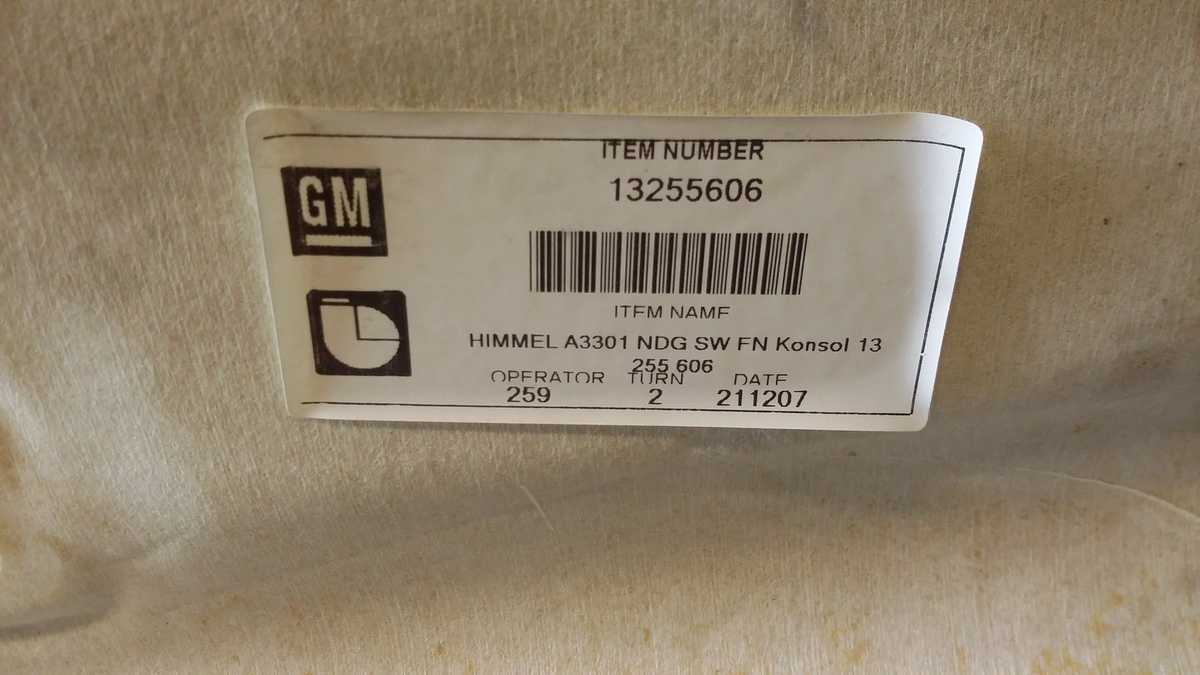 ITEM NUMBER
GM
13255606
ITEM NAME
HIMMEL A3301 NDG SW FN Konsol 13
255 606
OPERATOR TURN DATE
259 2 211207